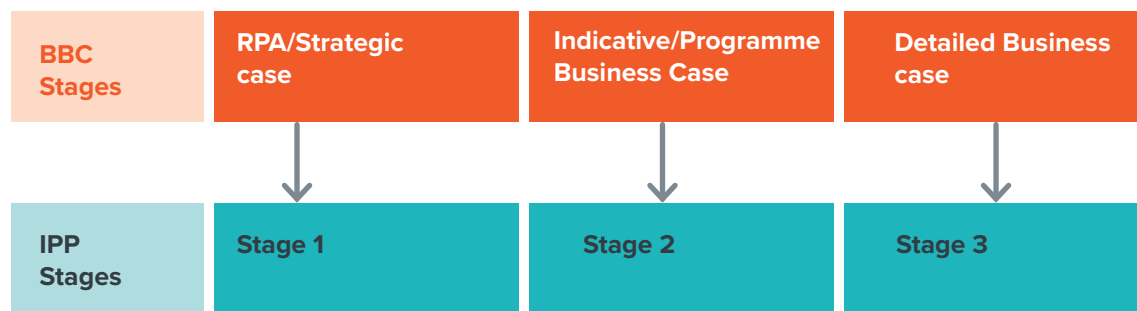 BBC
Stages
RPA/Strategic
case
Indicative/Programme
Business Case
Detailed Business
case
IPP
Stages
Stage 1
Stage 2
Stage 3